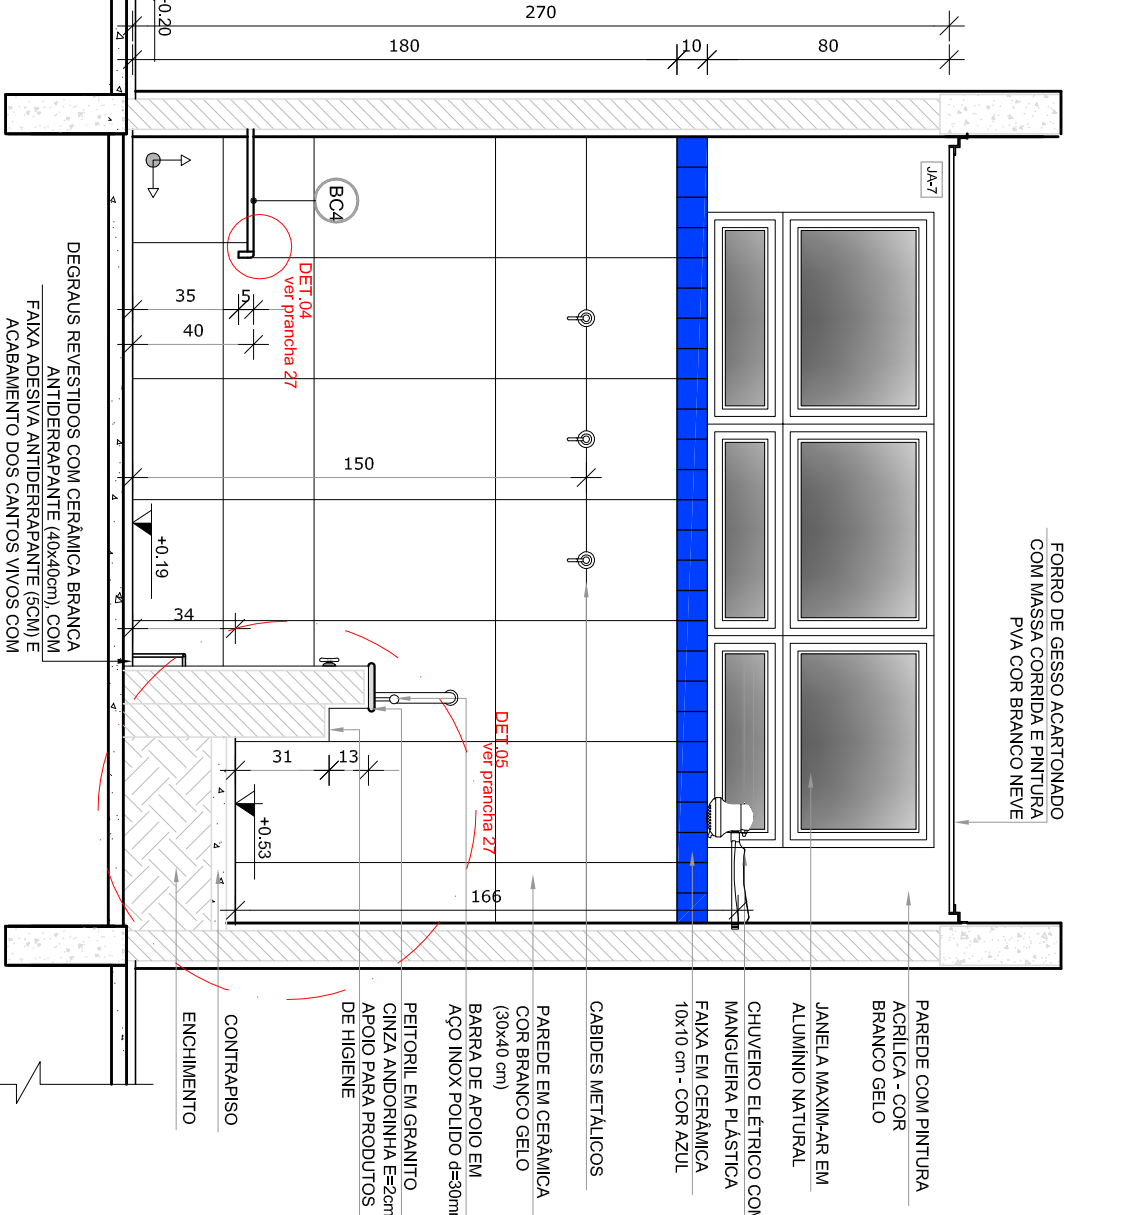 -0.20
270
180
10
80
JA-7
BC4
DET.04
ver prancha 27
35
5
40
150
+0.19
34
DEGRAUS REVESTIDOS COM CERÂMICA BRANCA
ANTIDERRAPANTE (40x40cm), COM
FAIXA ADESIVA ANTIDERRAPANTE (5CM) E
ACABAMENTO DOS CANTOS VIVOS COM
FORRO DE GESSO ACARTONADO
COM MASSA CORRIDA E PINTURA
PVA COR BRANCO NEVE
DET.05
ver prancha 27
31
13
+0.53
166
PAREDE COM PINTURA
ACRÍLICA - COR
BRANCO GELO
JANELA MAXIM-AR EM
ALUMÍNIO NATURAL
CHUVEIRO ELÉTRICO COM
MANGUEIRA PLÁSTICA
FAIXA EM CERÂMICA
10x10 cm - COR AZUL
CABIDES METÁLICOS
PAREDE EM CERÂMICA
COR BRANCO GELO
(30x40 cm)
BARRA DE APOIO EM
AÇO INOX POLIDO d=30mm
PEITORIL EM GRANITO
CINZA ANDORINHA E=2cm
APOIO PARA PRODUTOS
DE HIGIENE
CONTRAPISO
ENCHIMENTO